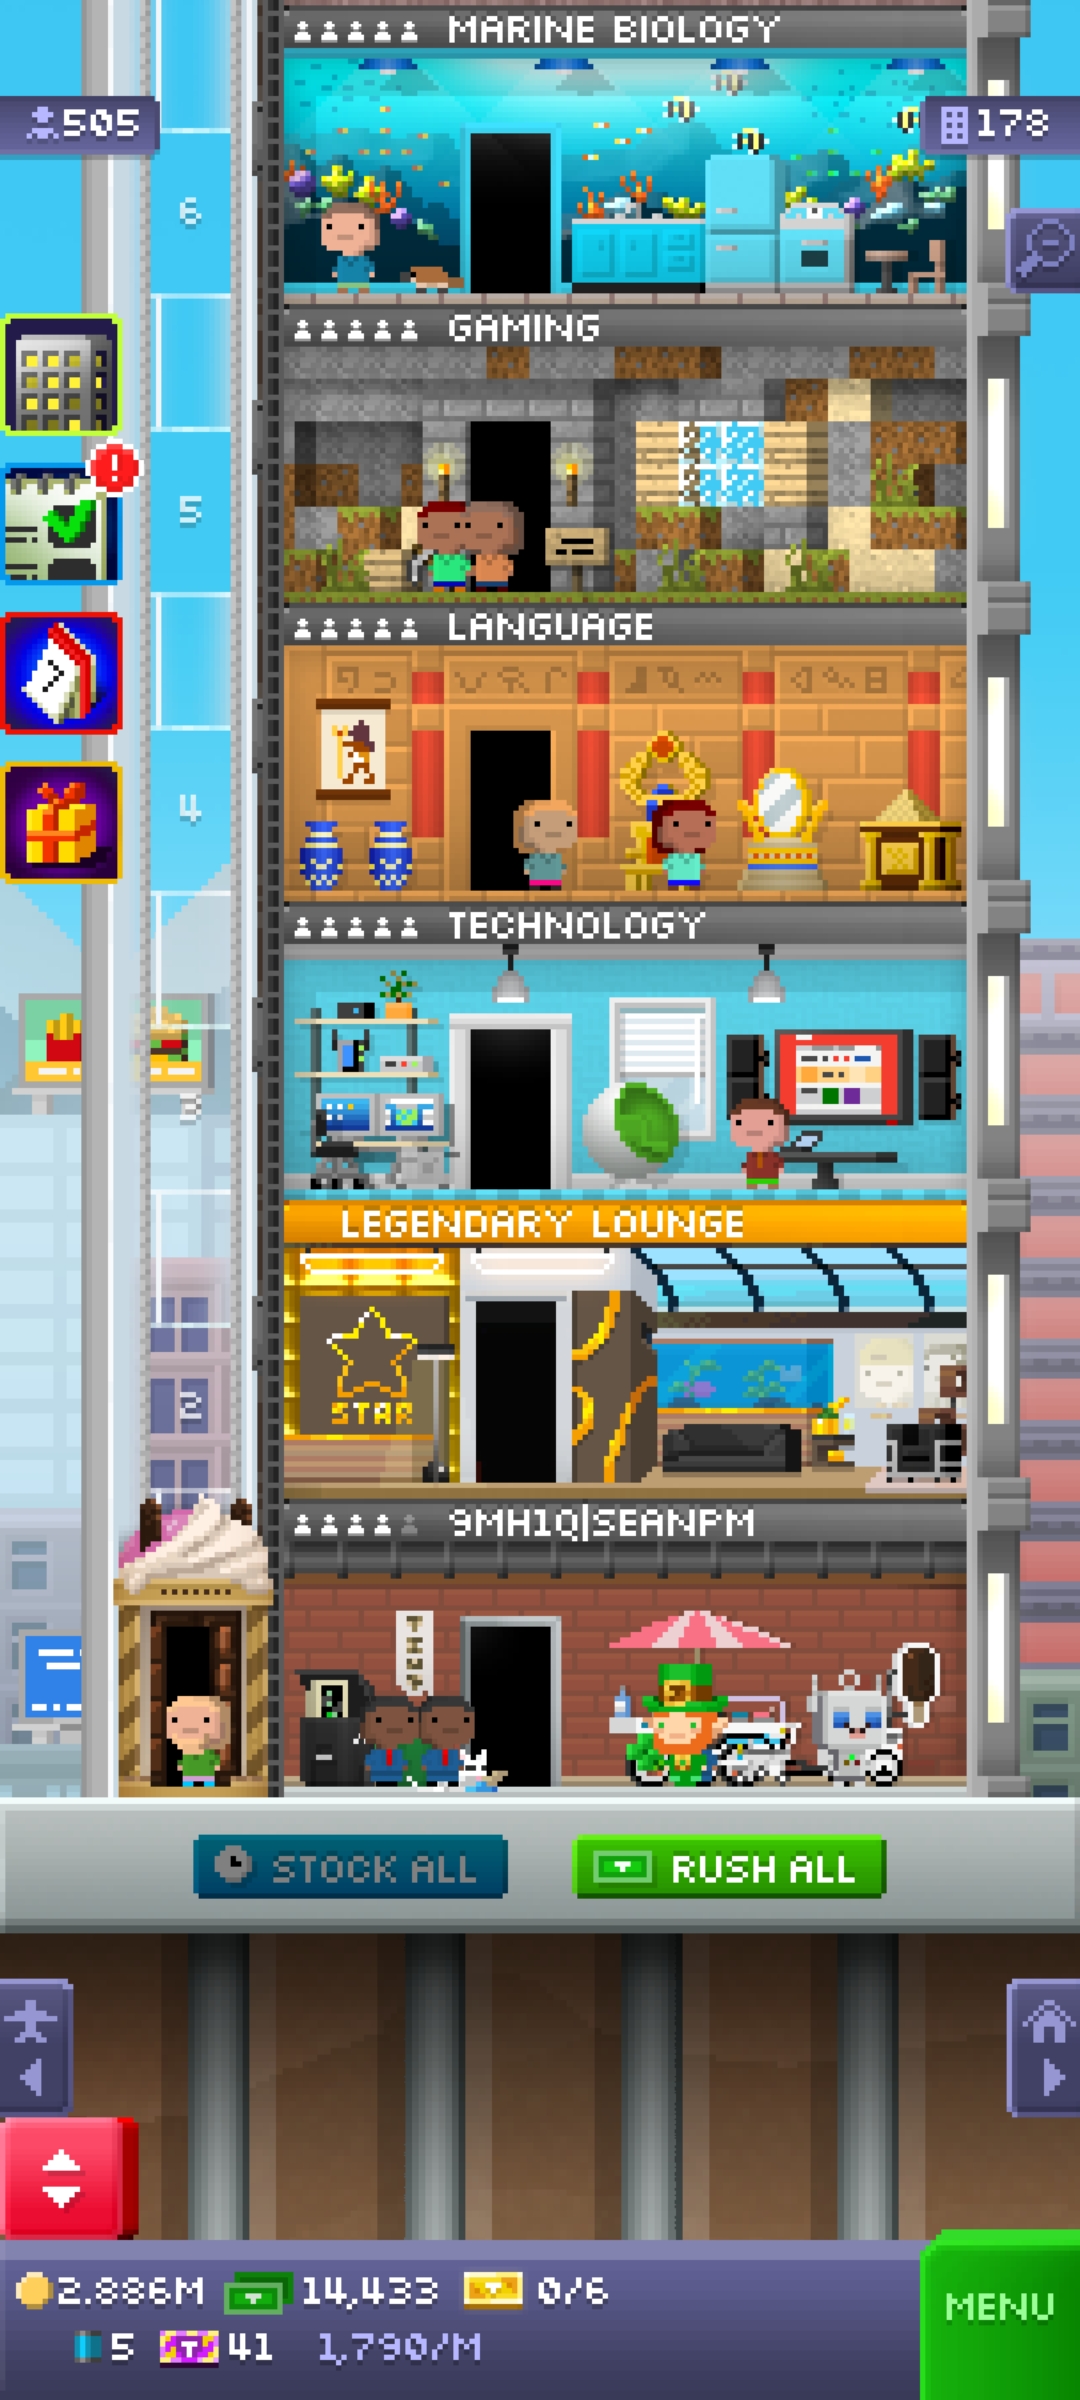 MARINE BIOLOGY
505
178
6
GAMING
5
LANGUAGE
4
TECHNOLOGY
3
LEGENDARY LOUNGE
STAR
2
9MH1Q|SEANPM
TINY
STOCK ALL
RUSH ALL
2.886M 14,433 0/6
MENU
5 41 1,790/M